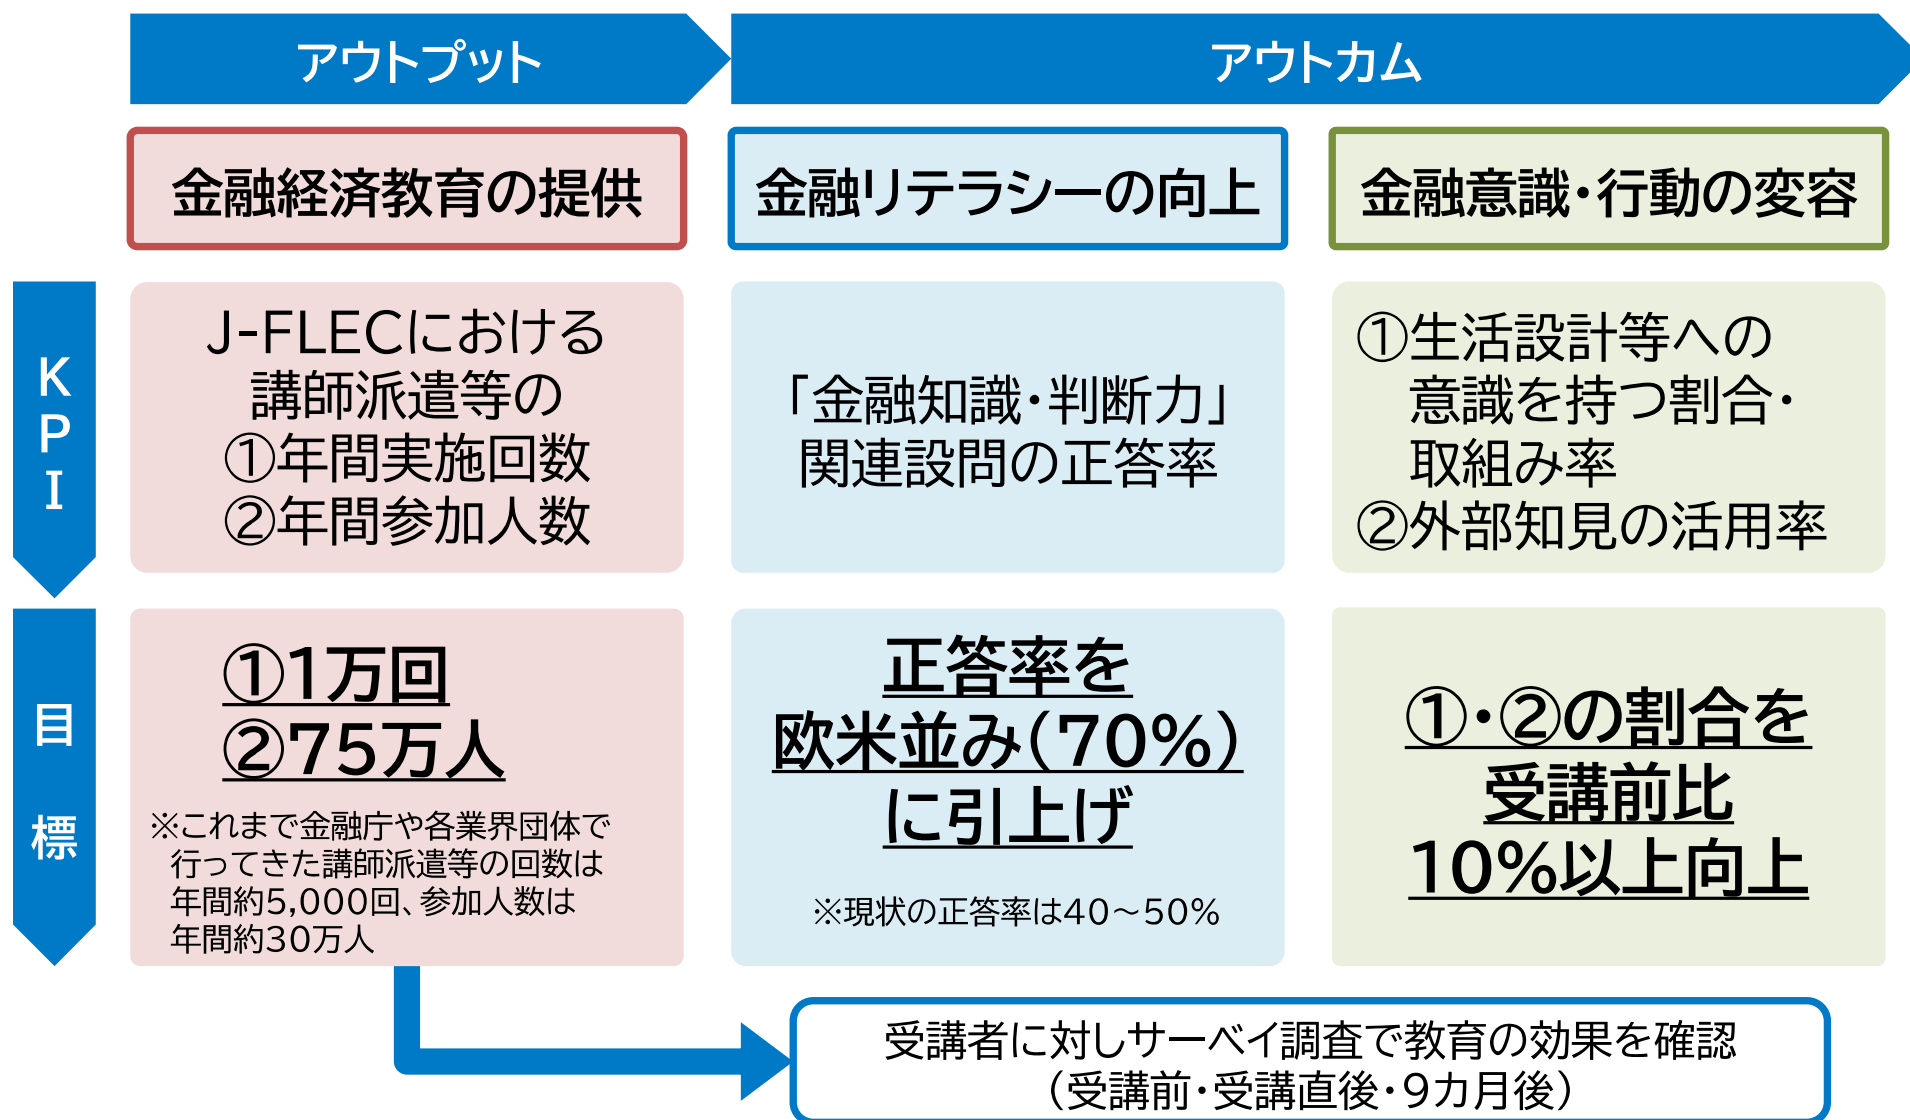 アウトプット
アウトカム
金融経済教育の提供
金融リテラシーの向上
金融意識・行動の変容
KPI
J-FLECにおける
講師派遣等の
①年間実施回数
②年間参加人数
「金融知識・判断力」
関連設問の正答率
①生活設計等への
意識を持つ割合・
取組み率
②外部知見の活用率
目標
①1万回
②75万人
※これまで金融庁や各業界団体で
行ってきた講師派遣等の回数は
年間約5,000回、参加人数は
年間約30万人
正答率を
欧米並み（70%）
に引上げ
※現状の正答率は40～50%
①・②の割合を
受講前比
10%以上向上
受講者に対しサーベイ調査で教育の効果を確認
（受講前・受講直後・9カ月後）